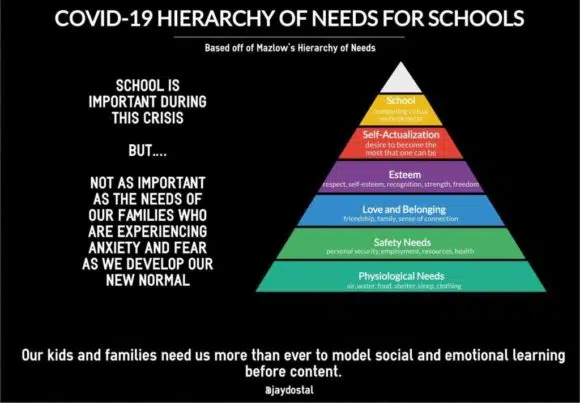 COVID-19 HIERARCHY OF NEEDS FOR SCHOOLS
Based off of Mazlow's Hierarchy of Needs
SCHOOL IS
IMPORTANT DURING
THIS CRISIS
BUT....
NOT AS IMPORTANT
AS THE NEEDS OF
OUR FAMILIES WHO
ARE EXPERIENCING
ANXIETY AND FEAR
AS WE DEVELOP OUR
NEW NORMAL
School
completing virtual
Self-Actualization
desire to become the
most that one can be
Esteem
respect, self-esteem, recognition, strength, freedom
Love and Belonging
friendship, family, sense of connection
Safety Needs
personal security, employment, resources, health
Physiological Needs
air, water, food, shelter, sleep, clothing
Our kids and families need us more than ever to model social and emotional learning
before content.
@jaydostal